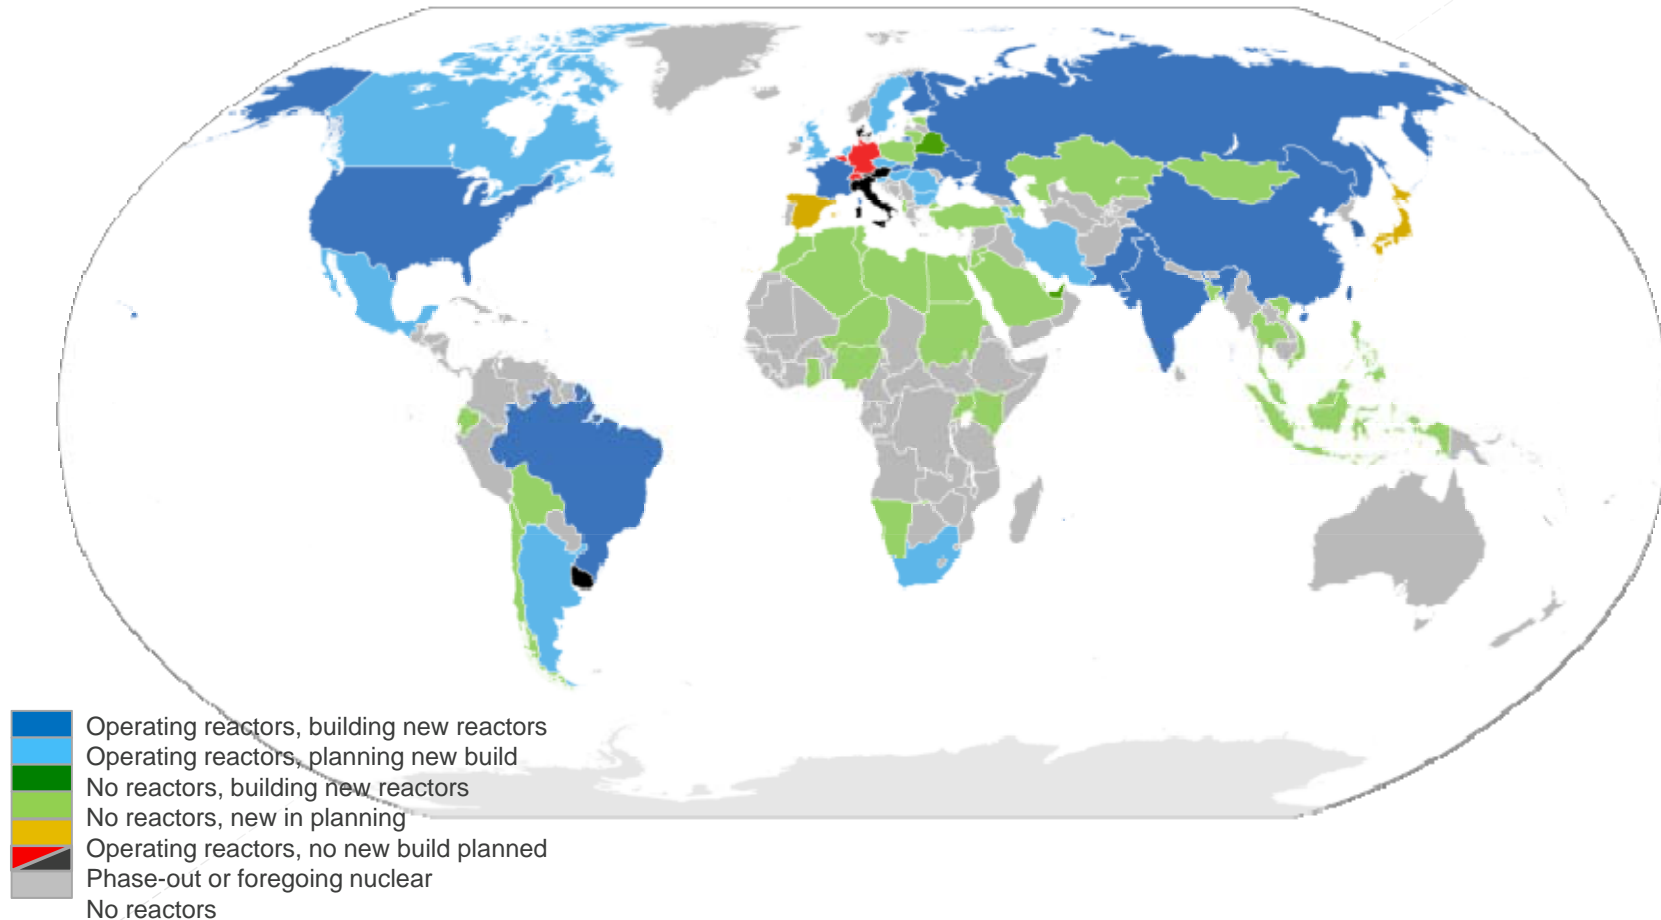 Operating reactors, building new reactors
Operating reactors, planning new build
No reactors, building new reactors
No reactors, new in planning
Operating reactors, no new build planned
Phase-out or foregoing nuclear
No reactors